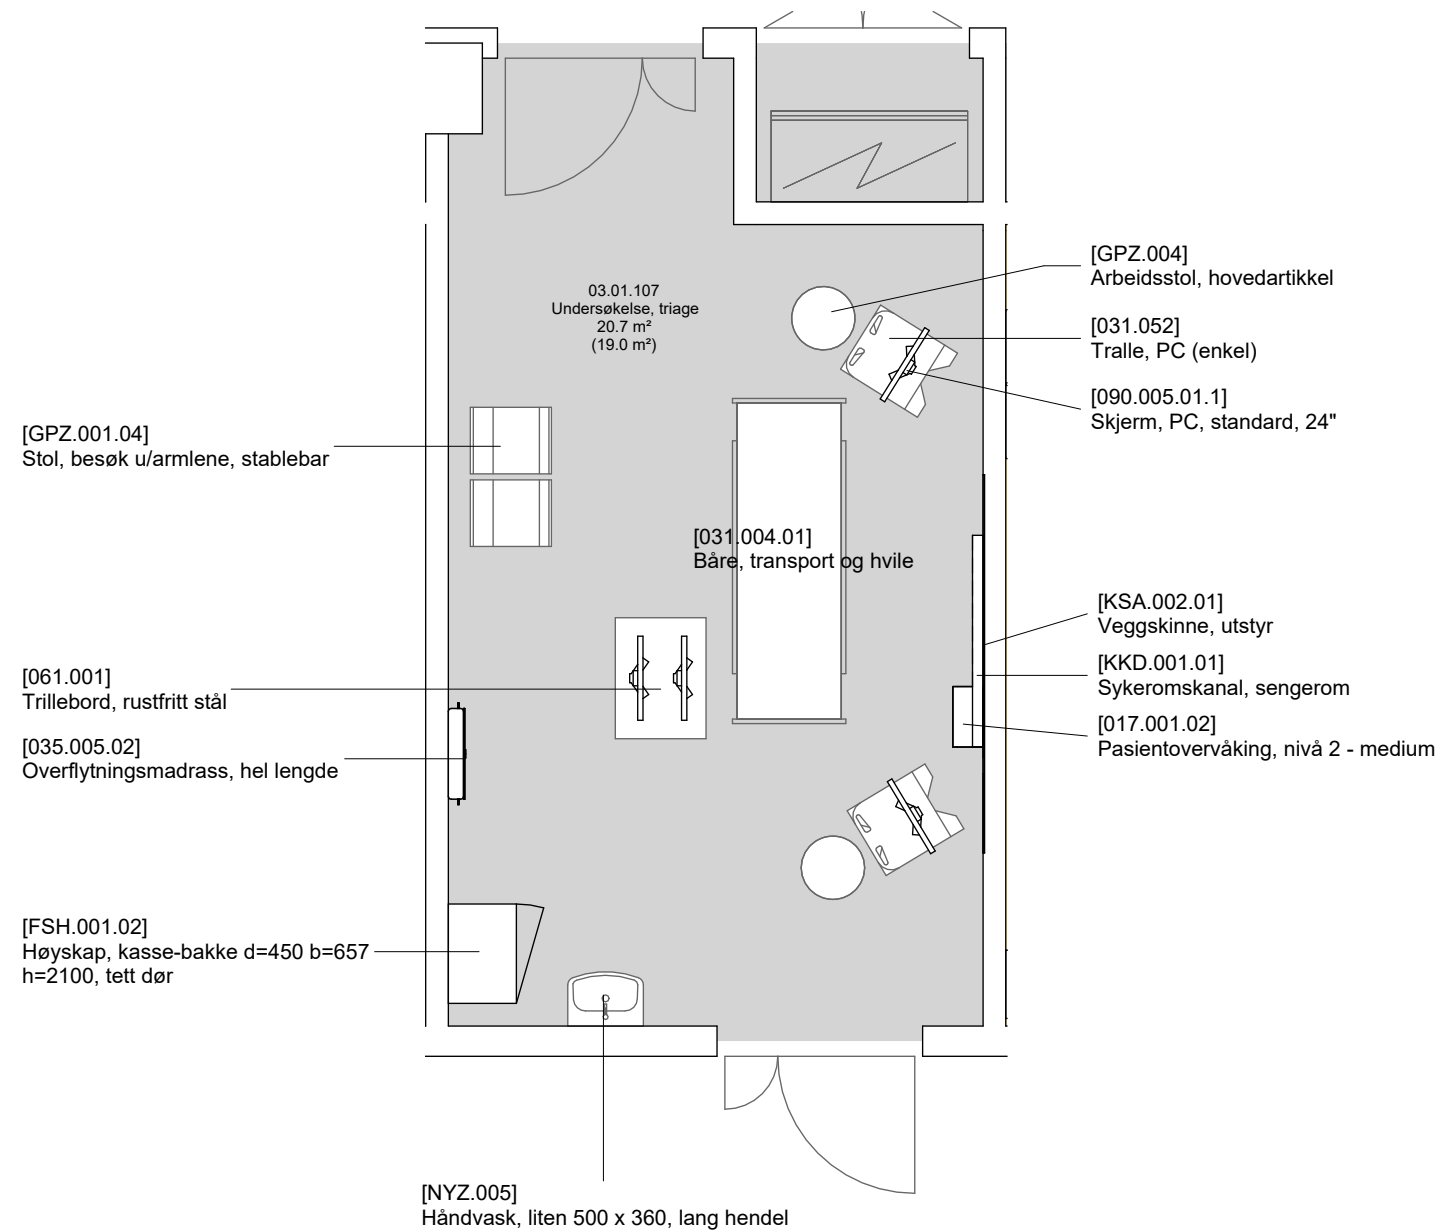 03.01.107
Undersøkelse, triage
20.7 m²
(19.0 m²)
[GPZ.004]
Arbeidsstol, hovedartikkel
[031.052]
Tralle, PC (enkel)
[090.005.01.1]
Skjerm, PC, standard, 24"
[GPZ.001.04]
Stol, besøk u/armlene, stablebar
[031.004.01]
Båre, transport og hvile
[KSA.002.01]
Veggskinne, utstyr
[KKD.001.01]
Sykeromskanal, sengerom
[017.001.02]
Pasientovervåking, nivå 2 - medium
[061.001]
Trillebord, rustfritt stål
[035.005.02]
Overflytningsmadrass, hel lengde
[FSH.001.02]
Høyskap, kasse-bakke d=450 b=657
h=2100, tett dør
[NYZ.005]
Håndvask, liten 500 x 360, lang hendel